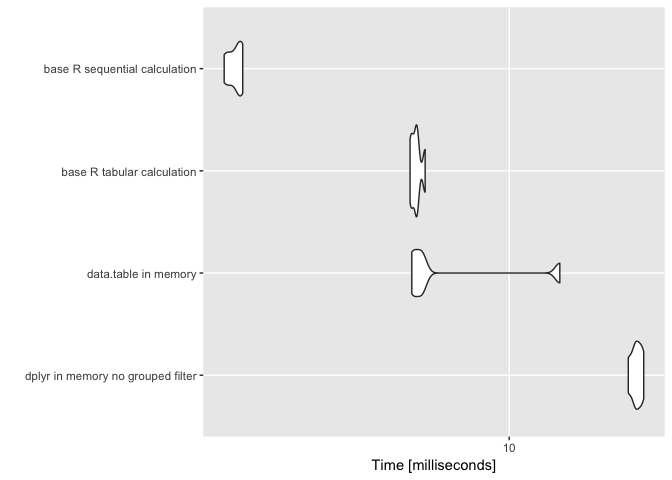 base R sequential calculation
base R tabular calculation
data.table in memory
dplyr in memory no grouped filter
10
Time [milliseconds]